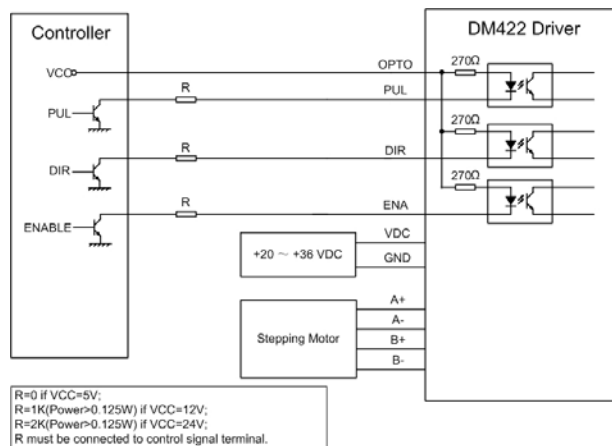 Controller
DM422 Driver
VCC
OPTO
270Ω
PUL
R
PUL
270Ω
DIR
R
DIR
270Ω
ENABLE
R
ENA
+20 ~ +36 VDC
VDC
GND
Stepping Motor
A+
A-
B+
B-
R=0 if VCC=5V;
R=1K(Power>0.125W) if VCC=12V;
R=2K(Power>0.125W) if VCC=24V;
R must be connected to control signal terminal.